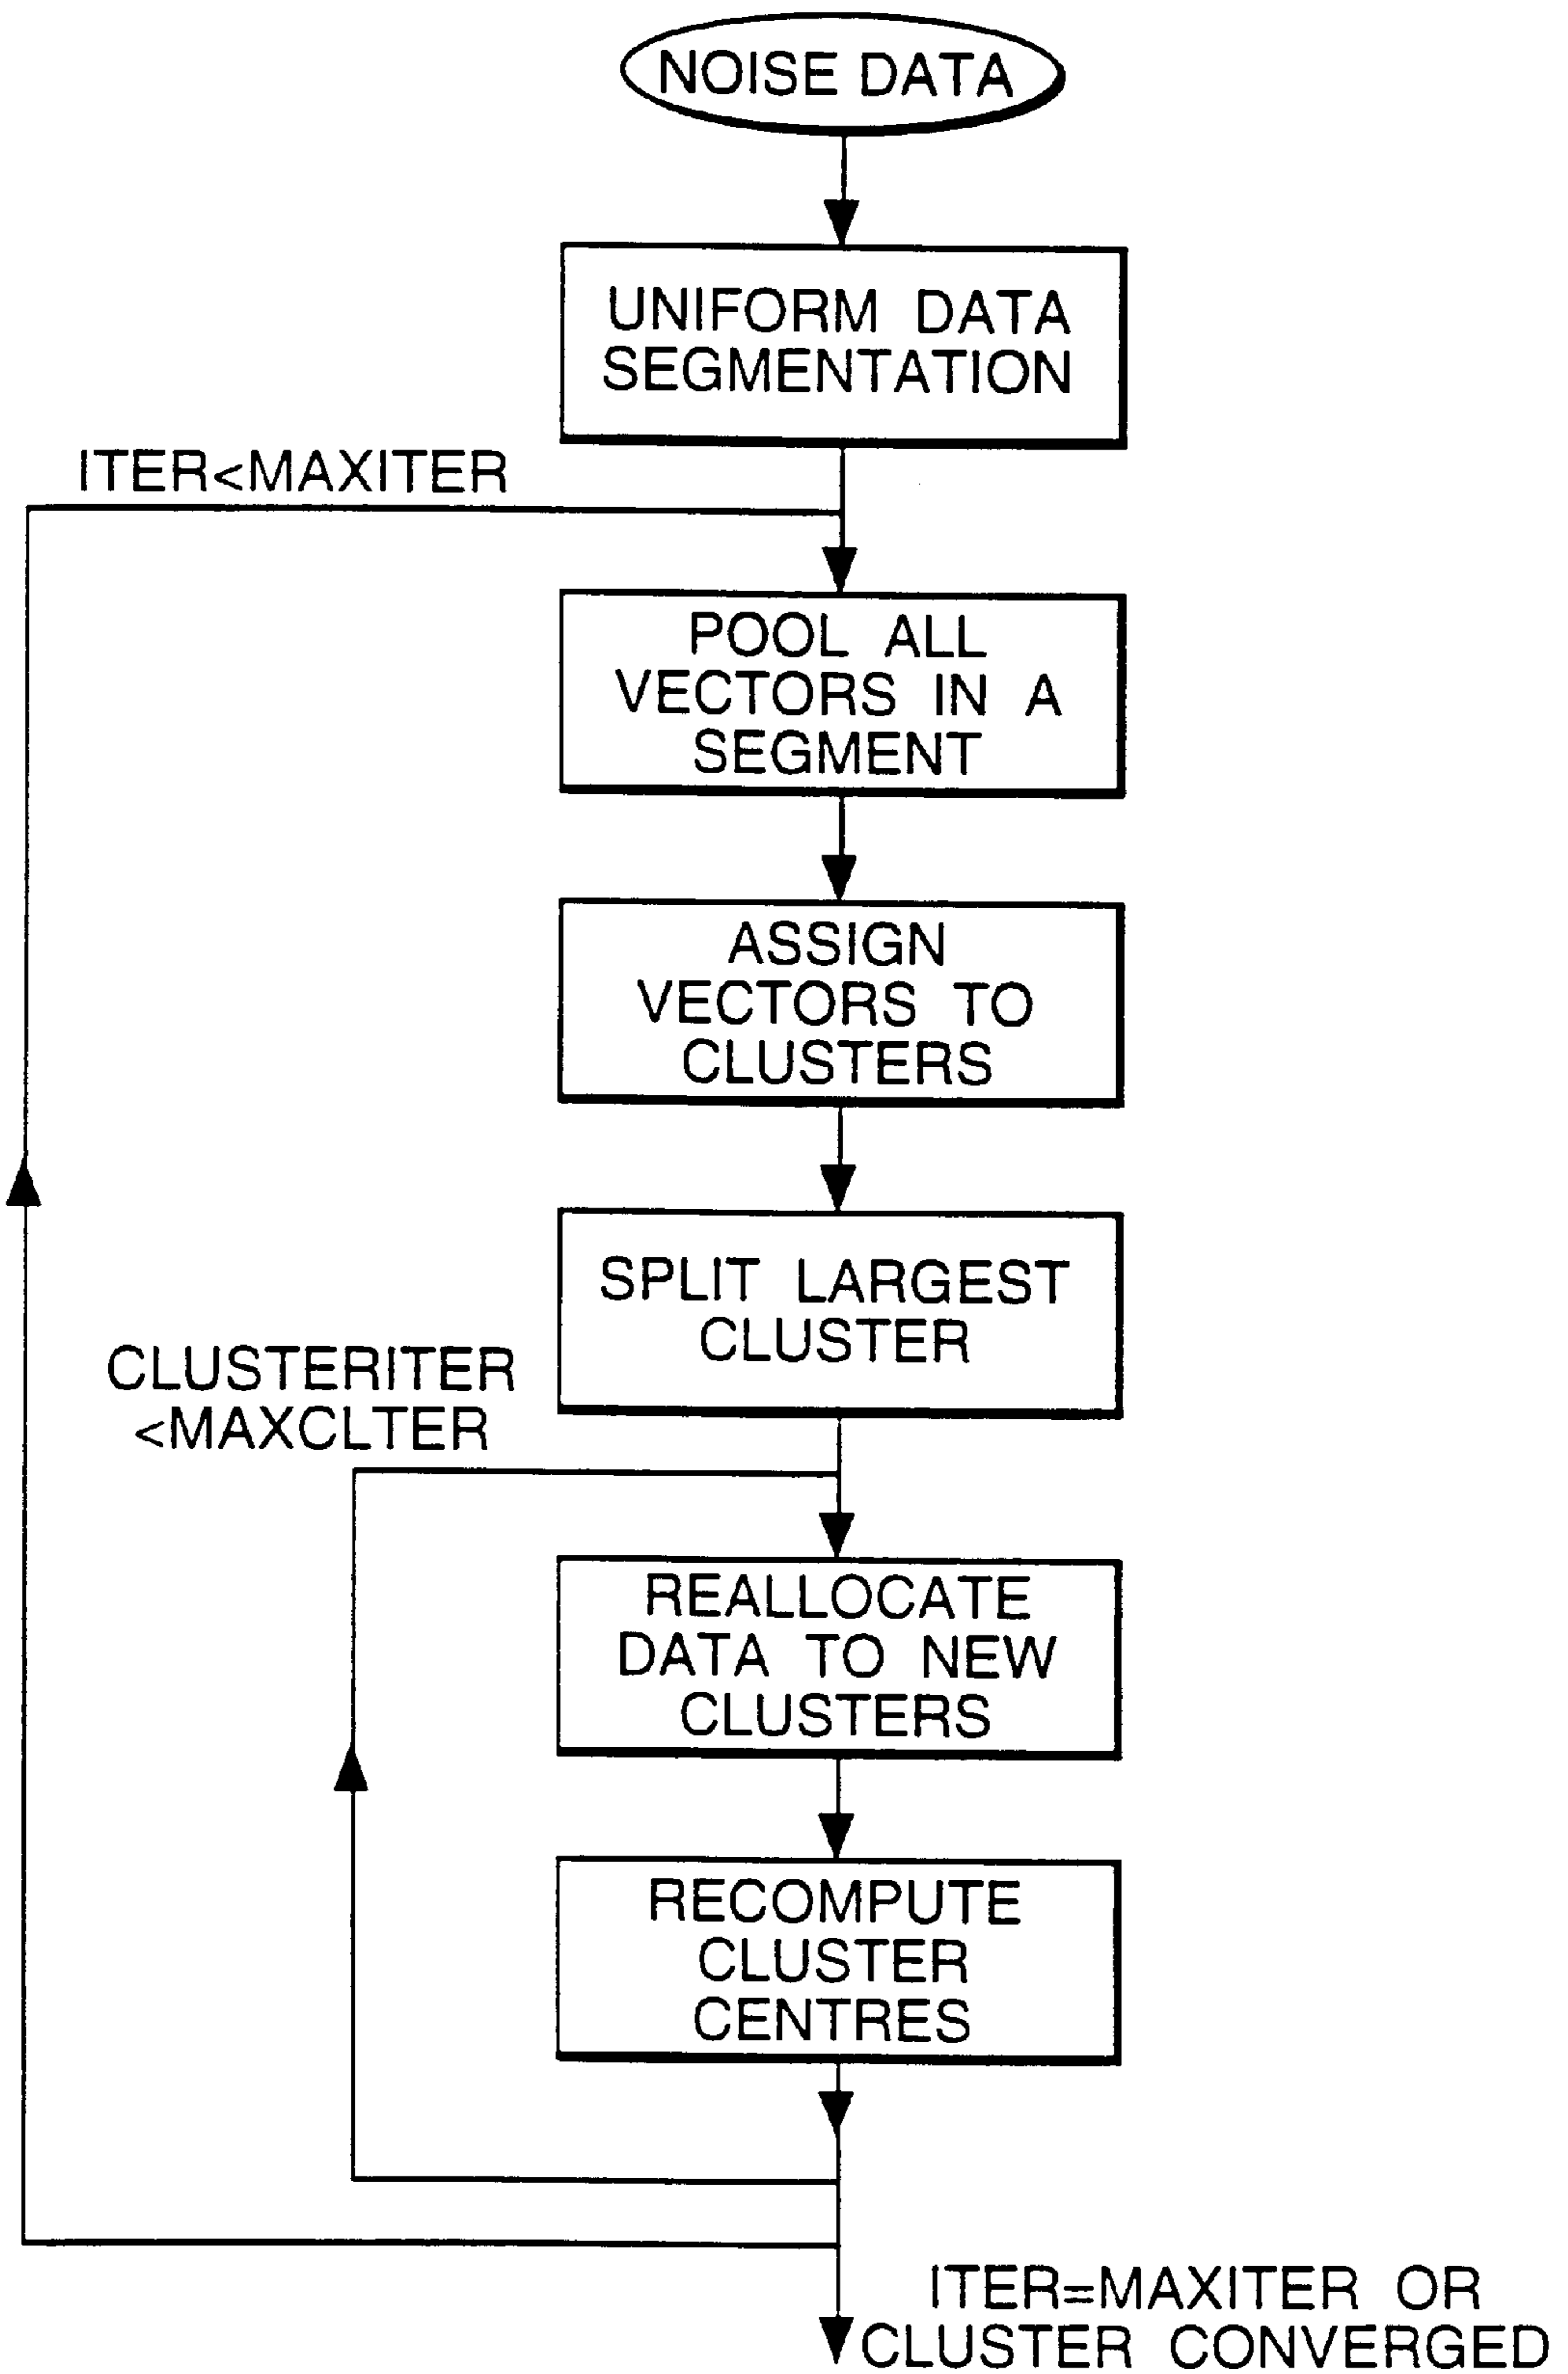 NOISE DATA
UNIFORM DATA
SEGMENTATION
ITER<MAXITER
POOL ALL
VECTORS IN A
SEGMENT
ASSIGN
VECTORS TO
CLUSTERS
SPLIT LARGEST
CLUSTER
CLUSTERITER
<MAXCLTER
REALLOCATE
DATA TO NEW
CLUSTERS
RECOMPUTE
CLUSTER
CENTRES
ITER=MAXITER OR
CLUSTER CONVERGED